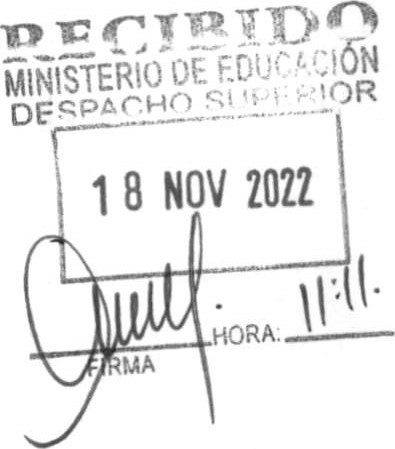 RECIBIDO
MINISTERIO DE EDUCACIÓN
DESPACHO SUPERIOR
18 NOV 2022
HORA: 11:11.
FIRMA